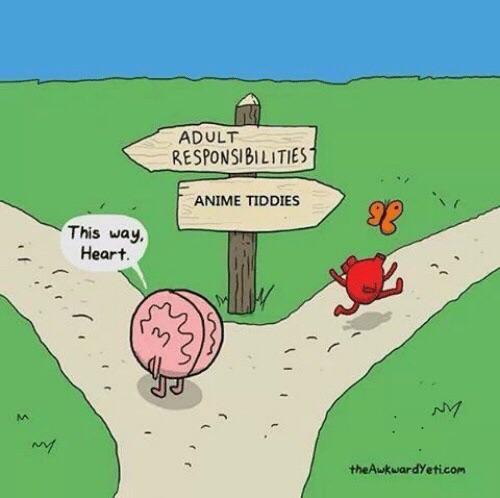 ADULT
RESPONSIBILITIES
ANIME TIDDIES
This way,
Heart.
theAwkwardYeti.com